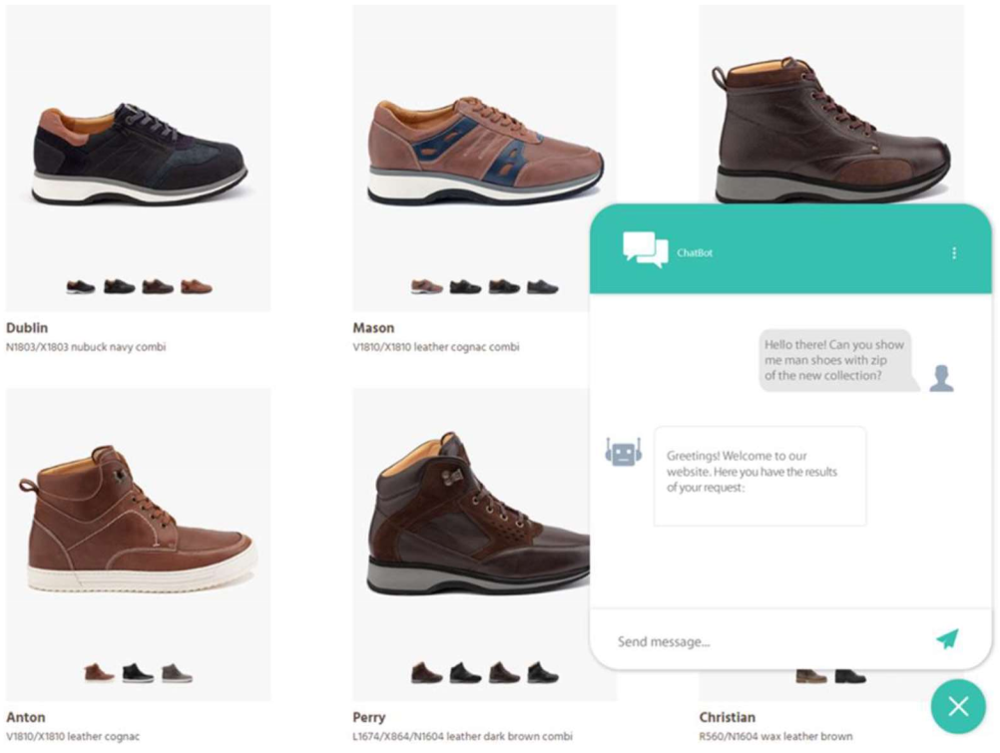 Dublin
N1803/X1803 nubuck navy combi
Mason
V1810/X1810 leather cognac combi
ChatBot
Hello there! Can you show
me man shoes with zip
of the new collection?
Greetings! Welcome to our
website. Here you have the results
of your request:
Send message...
Anton
V1810/X1810 leather cognac
Perry
L1674/X864/N1604 leather dark brown combi
Christian
R560/N1604 wax leather brown